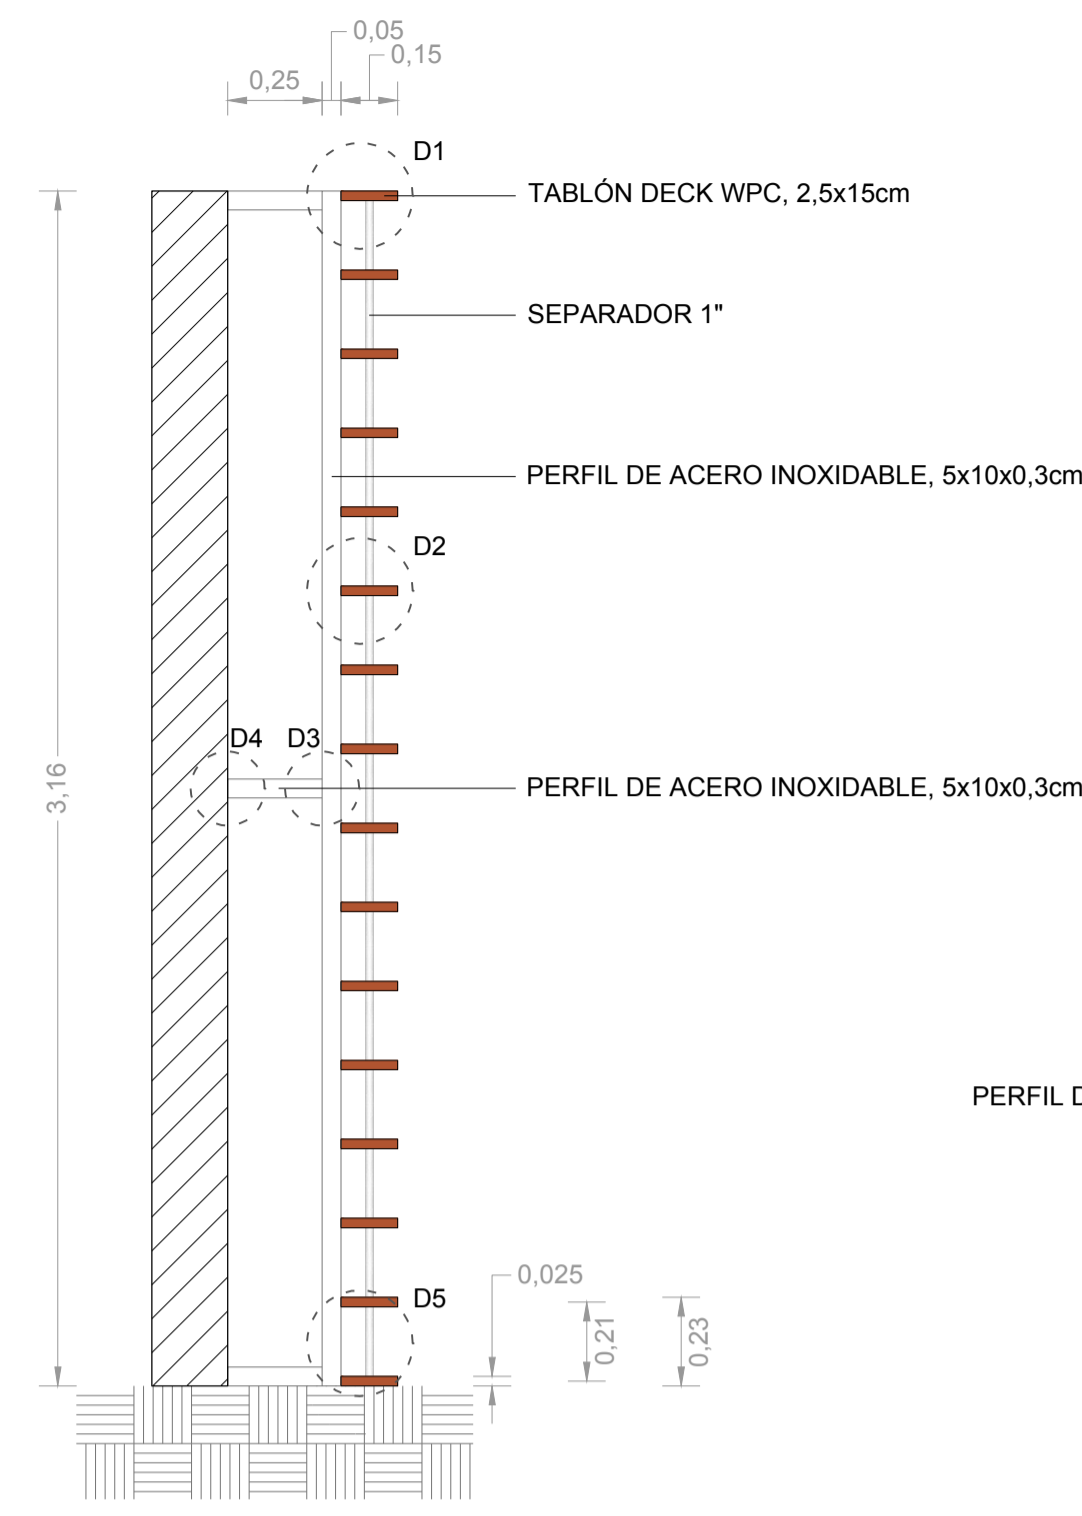 0,05
0,15
0,25
D1
TABLÓN DECK WPC, 2,5x15cm
SEPARADOR 1"
PERFIL DE ACERO INOXIDABLE, 5x10x0,3cm
D2
D4 D3
3,16
PERFIL DE ACERO INOXIDABLE, 5x10x0,3cm
PERFIL
0,025
D5
0,21
0,23